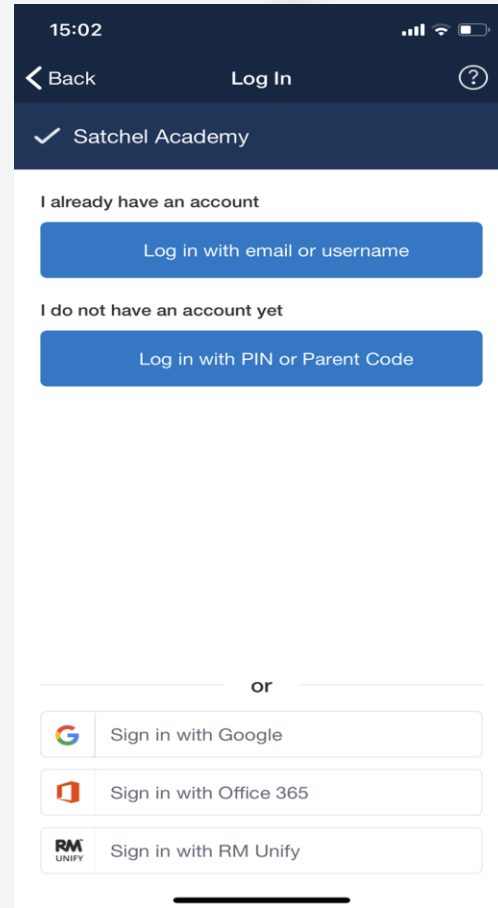 15:02
Back Log In ?
Satchel Academy
I already have an account
Log in with email or username
I do not have an account yet
Log in with PIN or Parent Code
or
G Sign in with Google
Sign in with Office 365
RM
UNIFY
Sign in with RM Unify